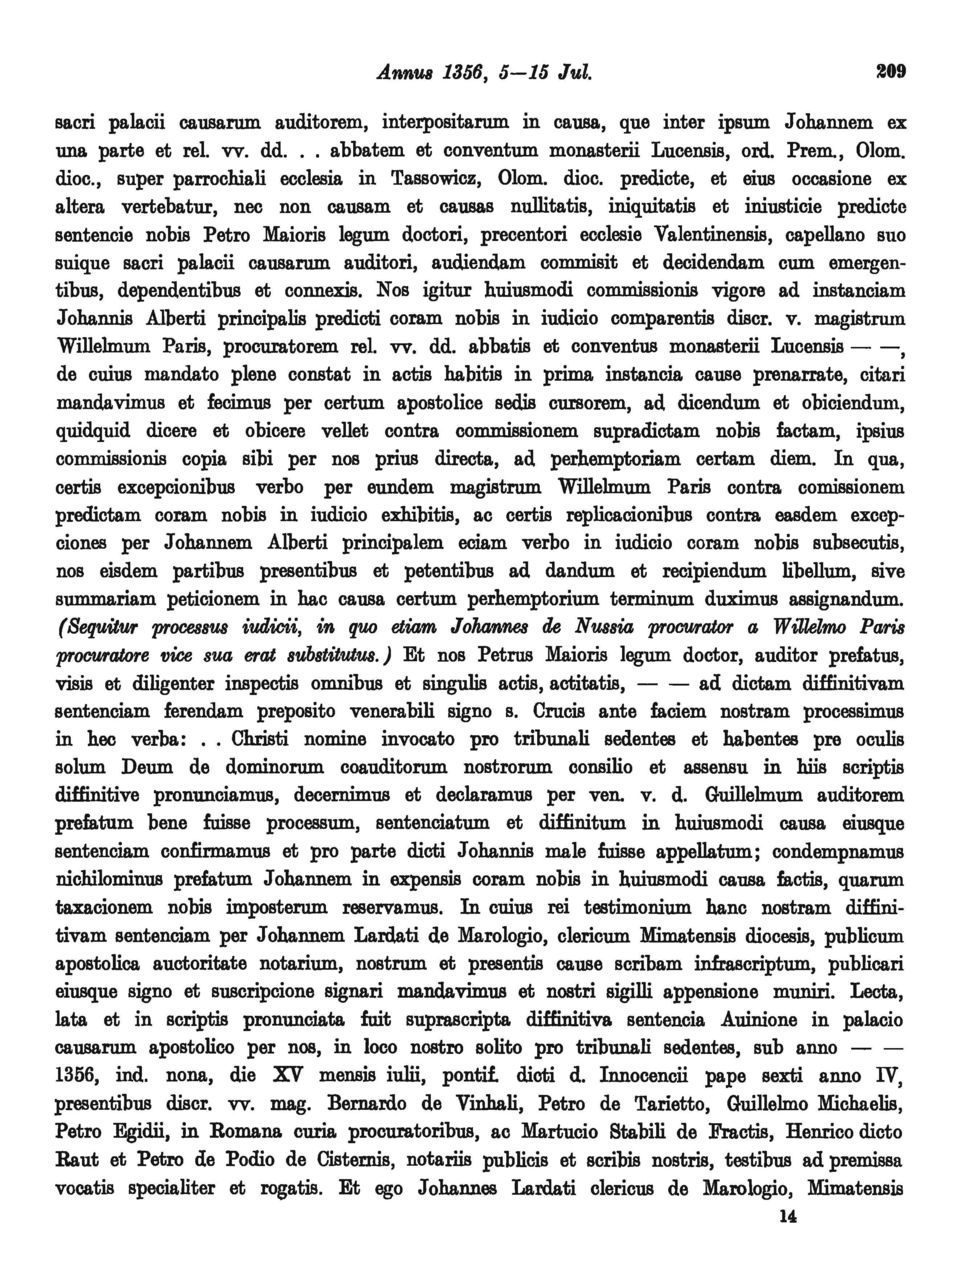 Annus 1356, 5—15 Jul. 209
sacri palacii causarum auditorem, interpositarum in causa, que inter ipsum Johannem ex
una parte et rel. vv. dd. . . abbatem et conventum monasterii Lucensis, ord. Prem., Olom.
dioc., super parrochiali ecclesia in Tassowicz, Olom. dioc. predicte, et eius occasione ex
altera vertebatur, nec non causam et causas nullitatis, iniquitatis et iniusticie predicte
sentencie nobis Petro Maioris legum doctori, precentori ecclesie Valentinensis, capellano suo
suique sacri palacii causarum auditori, audiendam commisit et decidendam cum emergen-
tibus, dependentibus et connexis. Nos igitur huiusmodi commissionis vigore ad instanciam
Johannis Alberti principalis predicti coram nobis in iudicio comparentis discr. v. magistrum
Willelmum Paris, procuratorem rel. vv. dd. abbatis et conventus monasterii Lucensis — —,
de cuius mandato plene constat in actis habitis in prima instancia cause prenarrate, citari
mandavimus et fecimus per certum apostolice sedis cursorem, ad dicendum et obiciendum,
quidquid dicere et obicere vellet contra commissionem supradictam nobis factam, ipsius
commissionis copia sibi per nos prius directa, ad perhemptoriam certam diem. In qua,
certis excepcionibus verbo per eundem magistrum Willelmum Paris contra comissionem
predictam coram nobis in iudicio exhibitis, ac certis replicacionibus contra easdem excep-
ciones per Johannem Alberti principalem eciam verbo in iudicio coram nobis subsecutis,
nos eisdem partibus presentibus et petentibus ad dandum et recipiendum libellum, sive
summariam peticionem in hac causa certum perhemptorium terminum duximus assignandum.
(Sequitur processus iudicii, in quo etiam Johannes de Nussia procurator a Willelmo Paris
procuratore vice sua erat substitutus.) Et nos Petrus Maioris legum doctor, auditor prefatus,
visis et diligenter inspectis omnibus et singulis actis, actitatis, — — ad dictam diffinitivam
sentenciam ferendam preposito venerabili signo s. Crucis ante faciem nostram processimus
in hec verba: . . Christi nomine invocato pro tribunali sedentes et habentes pre oculis
solum Deum de dominorum coauditorum nostrorum consilio et assensu in hiis scriptis
diffinitive pronunciamus, decernimus et declaramus per ven. v. d. Guillelmum auditorem
prefatum bene fuisse processum, sentenciatum et diffinitum in huiusmodi causa eiusque
sentenciam confirmamus et pro parte dicti Johannis male fuisse appellatum; condempnamus
nichilominus prefatum Johannem in expensis coram nobis in huiusmodi causa factis, quarum
taxacionem nobis imposterum reservamus. In cuius rei testimonium hanc nostram diffini-
tivam sentenciam per Johannem Lardati de Marologio, clericum Mimatensis diocesis, publicum
apostolica auctoritate notarium, nostrum et presentis cause scribam infrascriptum, publicari
eiusque signo et suscripcione signari mandavimus et nostri sigilli appensione muniri. Lecta,
lata et in scriptis pronunciata fuit suprascripta diffinitiva sentencia Auinione in palacio
causarum apostolico per nos, in loco nostro solito pro tribunali sedentes, sub anno — —
1356, ind. nona, die XV mensis iulii, pontif. dicti d. Innocencii pape sexti anno IV,
presentibus discr. vv. mag. Bernardo de Vinhali, Petro de Tarietto, Guillelmo Michaelis,
Petro Egidii, in Romana curia procuratoribus, ac Martucio Stabili de Fractis, Henrico dicto
Raut et Petro de Podio de Cisternis, notariis publicis et scribis nostris, testibus ad premissa
vocatis specialiter et rogatis. Et ego Johannes Lardati clericus de Marologio, Mimatensis
14